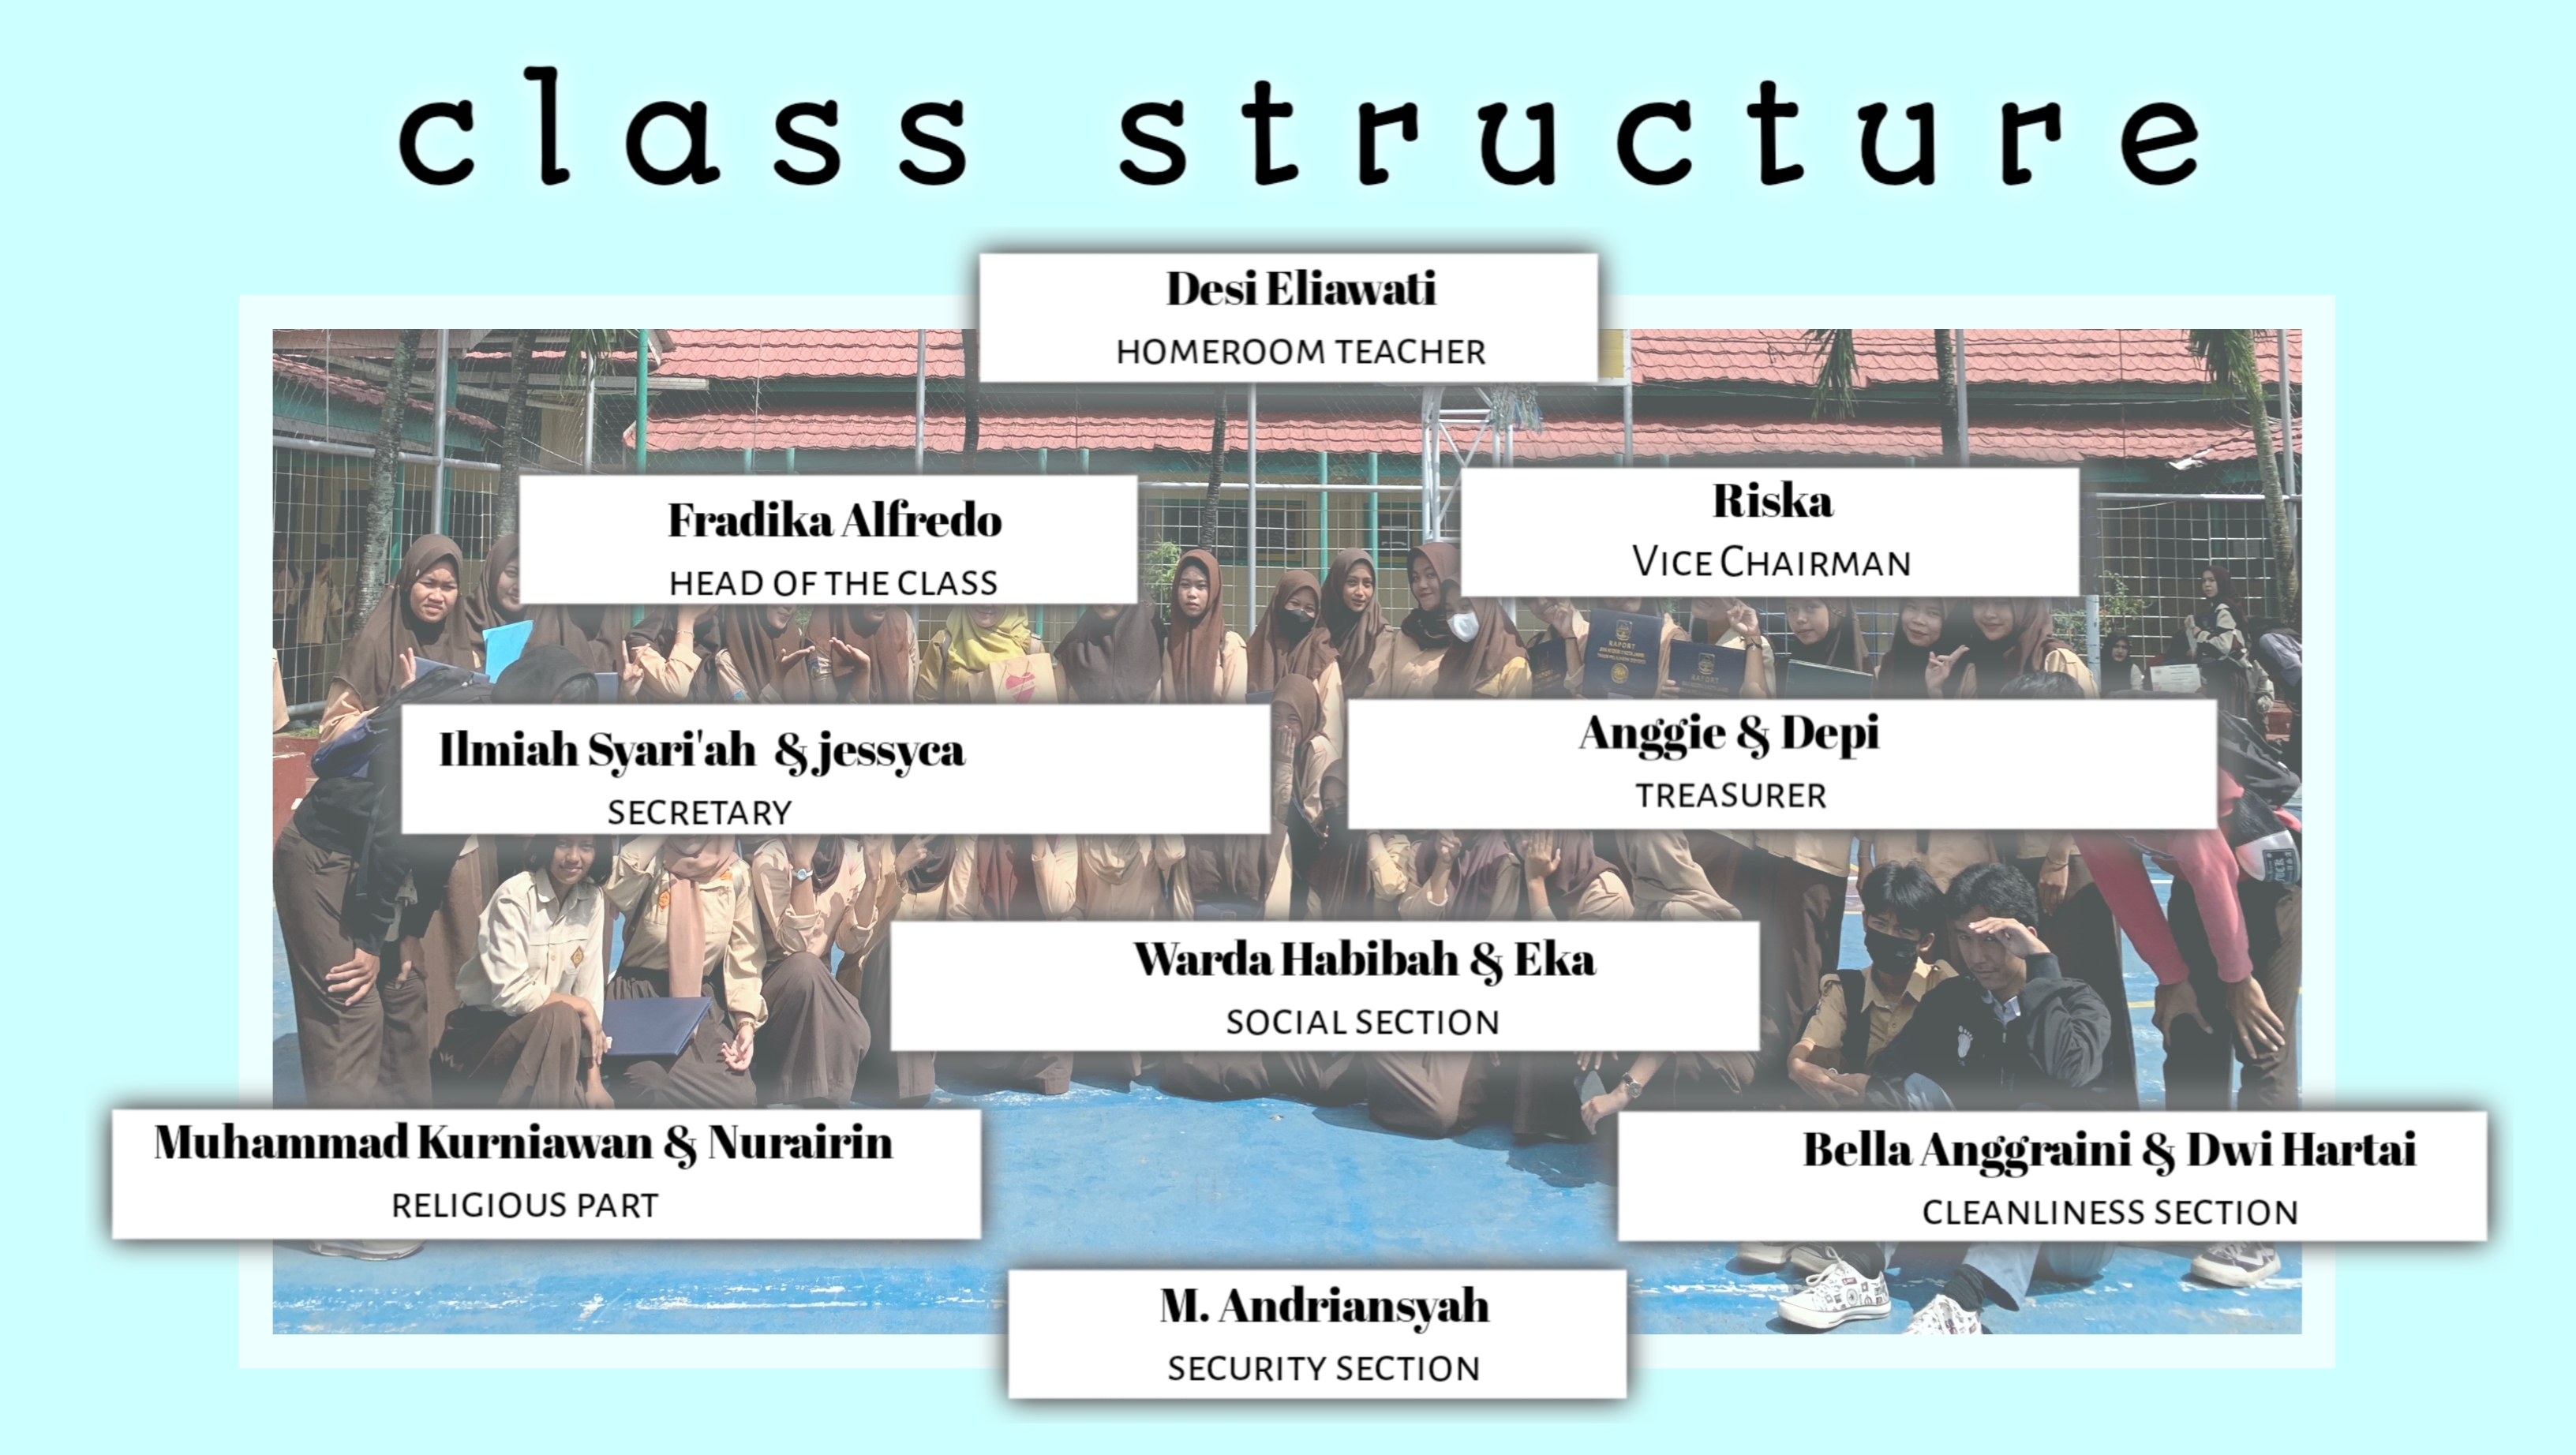 class structure
Desi Eliawati
HOMEROOM TEACHER
Fradika Alfredo
HEAD OF THE CLASS
Riska
VICE CHAIRMAN
Ilmiah Syari'ah & jessyca
SECRETARY
Anggie & Depi
TREASURER
Warda Habibah & Eka
SOCIAL SECTION
Muhammad Kurniawan & Nurairin
RELIGIOUS PART
Bella Anggraini & Dwi Hartai
CLEANLINESS SECTION
M. Andriansyah
SECURITY SECTION
RAPORT
RAPORT